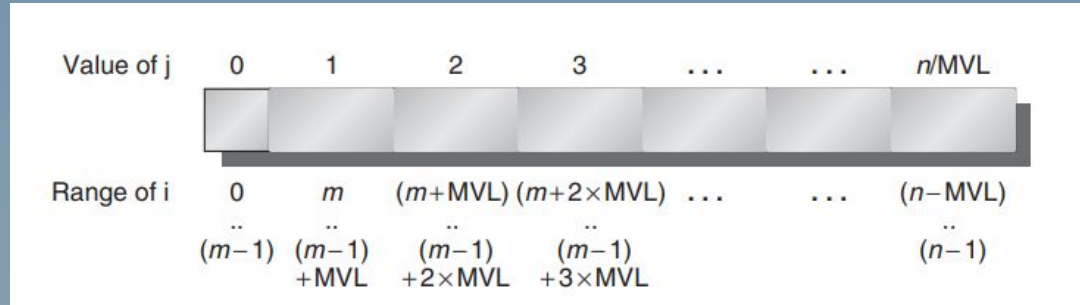 Value of j 0 1 2 3 ... ... n/MVL
Range of i 0 m (m+MVL) (m+2×MVL) ... ... (n−MVL)
.. .. .. .. ..
(m−1) (m−1) (m−1) (m−1) (n−1)
+MVL +2×MVL +3×MVL